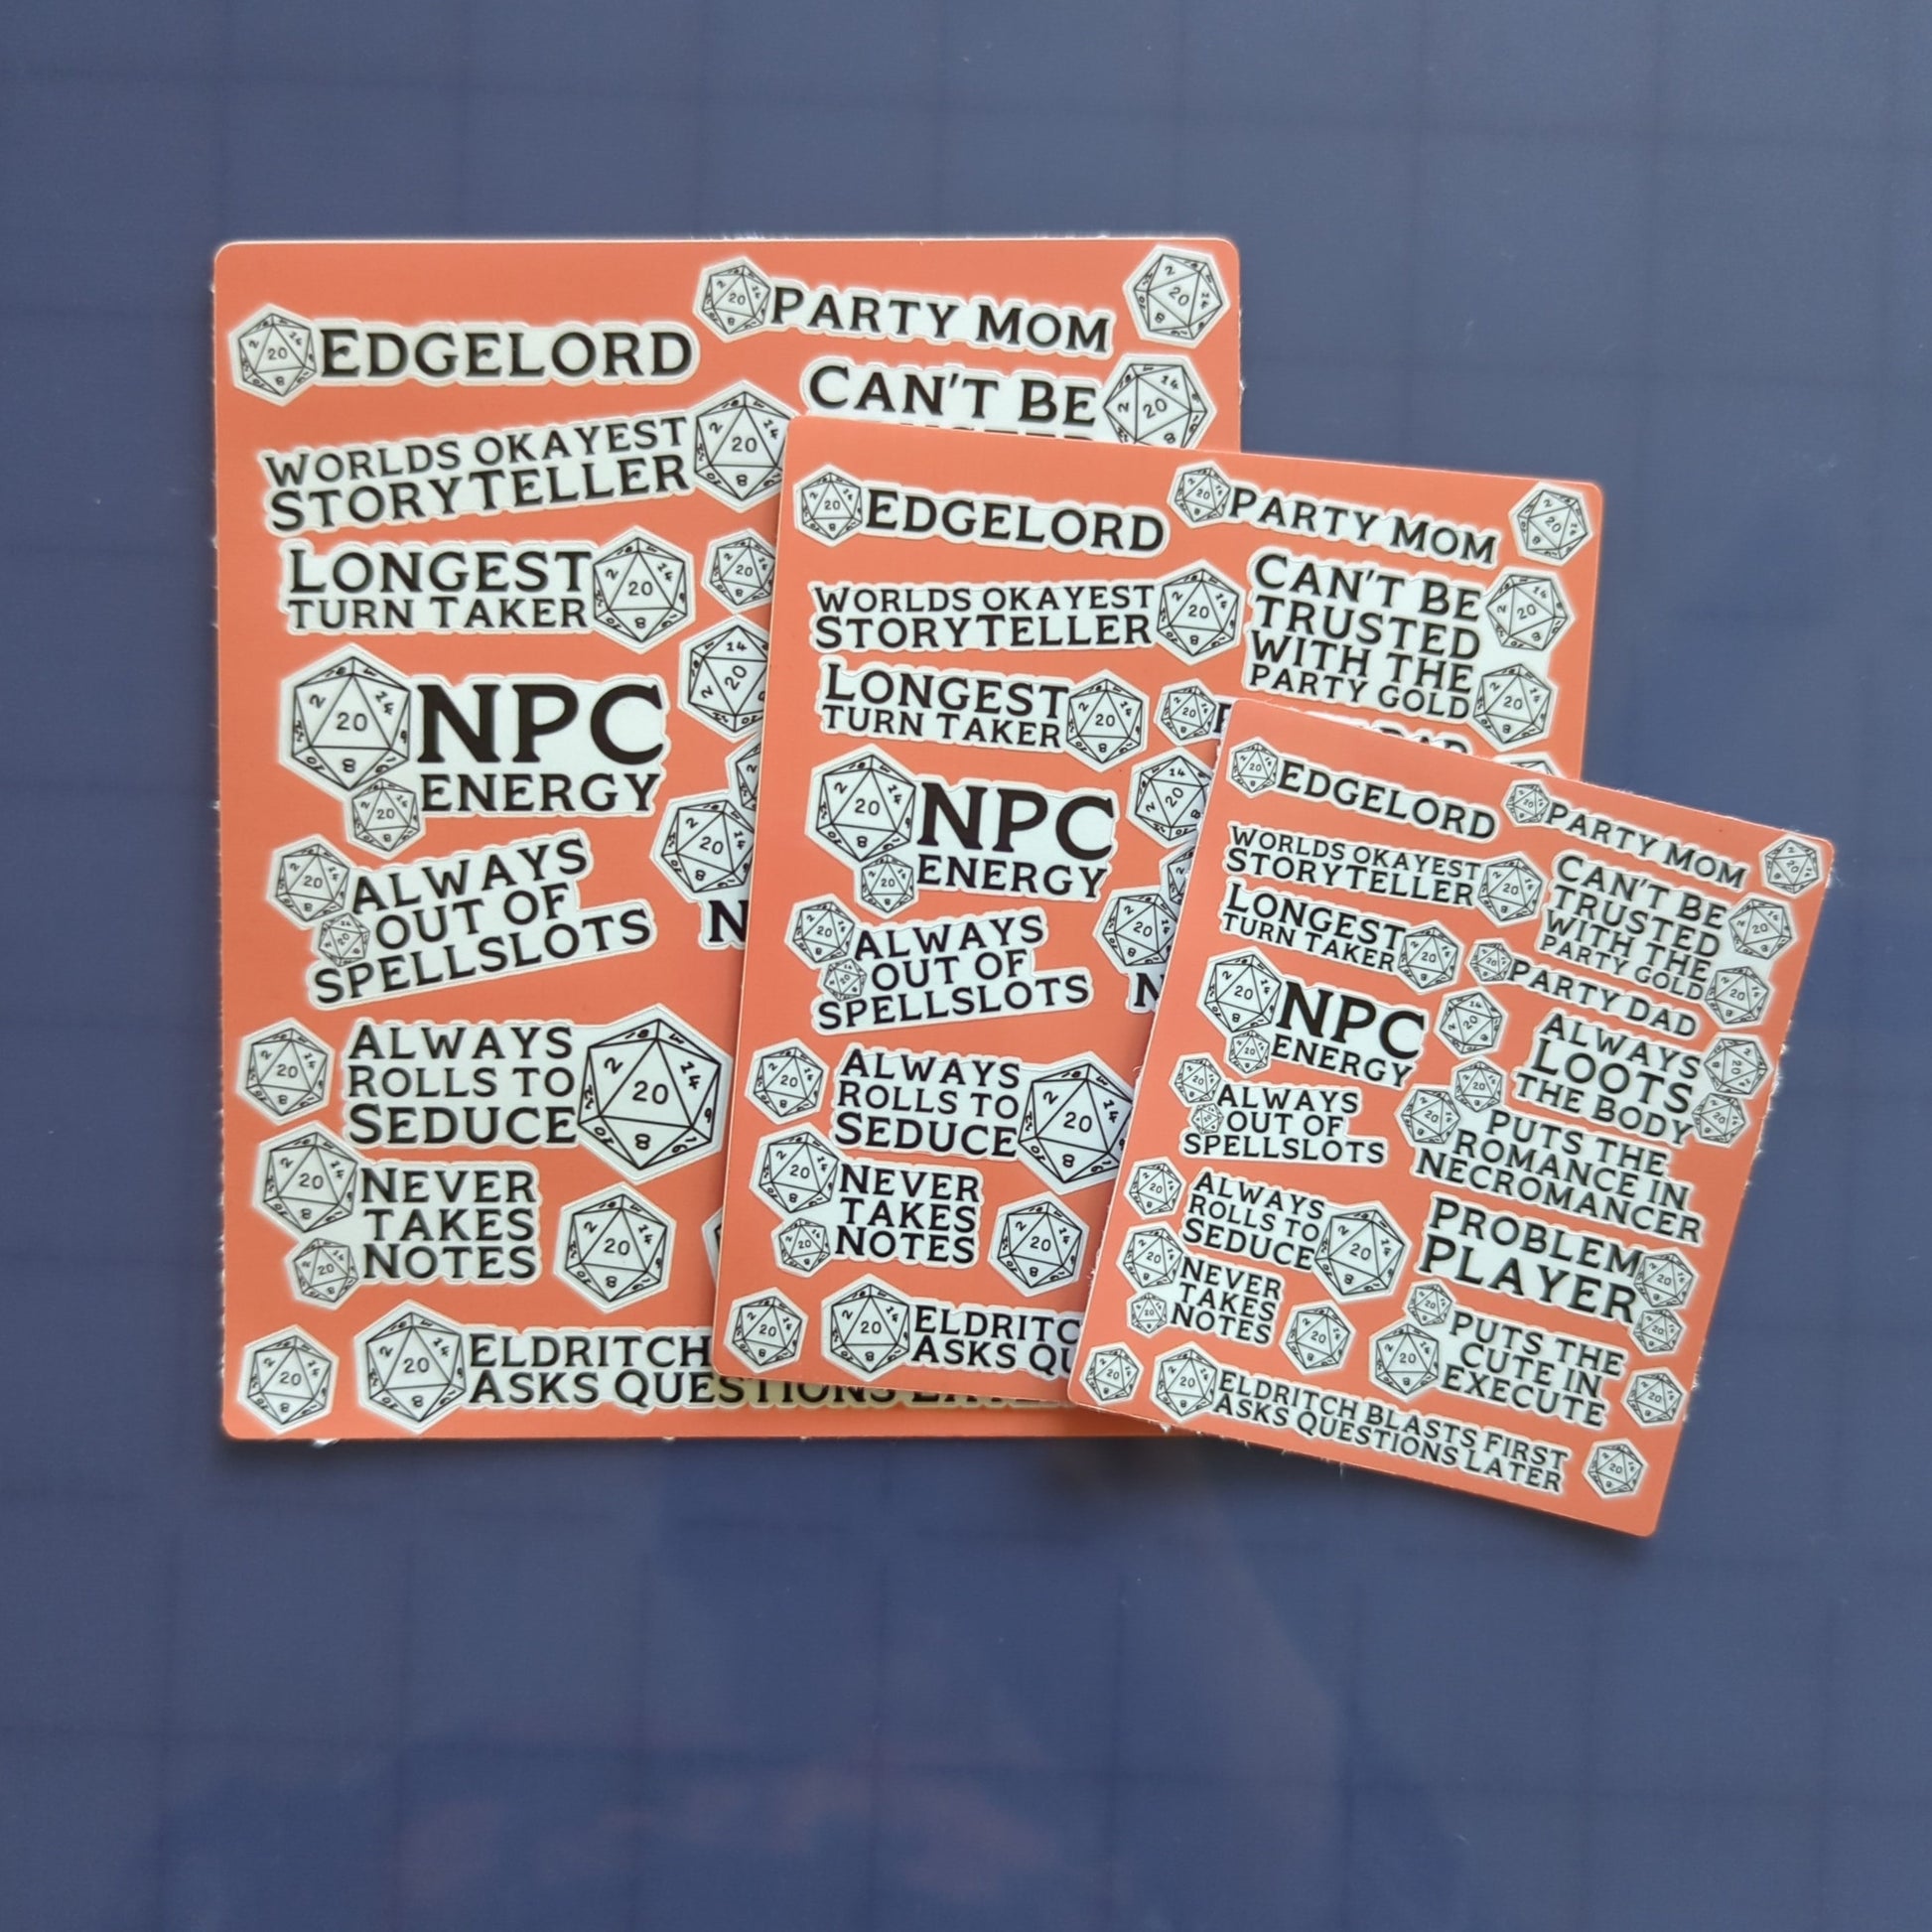 EDGELORD
PARTY MOM
WORLDS OKAYEST
STORYTELLER
CAN'T BE
LONGEST
TURN TAKER
NPC
ENERGY
ALWAYS
OUT OF
SPELLSLOTS
ALWAYS
ROLLS TO
SEDUCE
NEVER
TAKES
NOTES
ELDRITCH
ASKS QUESTIONS LATE
EDGELORD
PARTY MOM
WORLDS OKAYEST
STORYTELLER
CAN'T BE
TRUSTED
WITH THE
PARTY GOLD
LONGEST
TURN TAKER
NPC
ENERGY
ALWAYS
OUT OF
SPELLSLOTS
ALWAYS
ROLLS TO
SEDUCE
NEVER
TAKES
NOTES
ELDRITC
ASKS QU
EDGELORD
PARTY MOM
WORLDS OKAYEST
STORYTELLER
CAN'T BE
TRUSTED
WITH THE
PARTY GOLD
LONGEST
TURN TAKER
PARTY DAD
NPC
ENERGY
ALWAYS
LOOTS
THE BODY
ALWAYS
OUT OF
SPELLSLOTS
PUTS THE
ROMANCE IN
NECROMANCER
ALWAYS
ROLLS TO
SEDUCE
PROBLEM
PLAYER
NEVER
TAKES
NOTES
PUTS THE
CUTE IN
EXECUTE
ELDRITCH BLASTS FIRST
ASKS QUESTIONS LATER